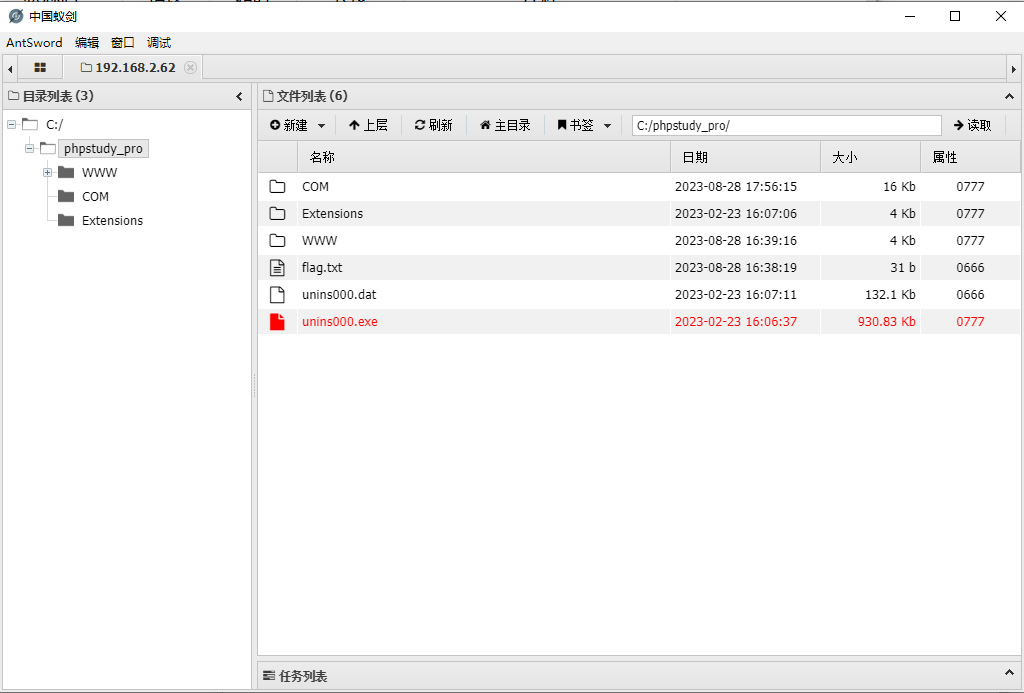 中国蚁剑
AntSword 编辑 窗口 调试
192.168.2.62
目录列表 (3)
C:/
phpstudy_pro
WWW
COM
Extensions
文件列表 (6)
新建 上层 刷新 主目录 书签 C:/phpstudy_pro/ 读取
名称 日期 大小 属性
COM 2023-08-28 17:56:15 16 Kb 0777
Extensions 2023-02-23 16:07:06 4 Kb 0777
WWW 2023-08-28 16:39:16 4 Kb 0777
flag.txt 2023-08-28 16:38:19 31 b 0666
unins000.dat 2023-02-23 16:07:11 132.1 Kb 0666
unins000.exe 2023-02-23 16:06:37 930.83 Kb 0777
任务列表